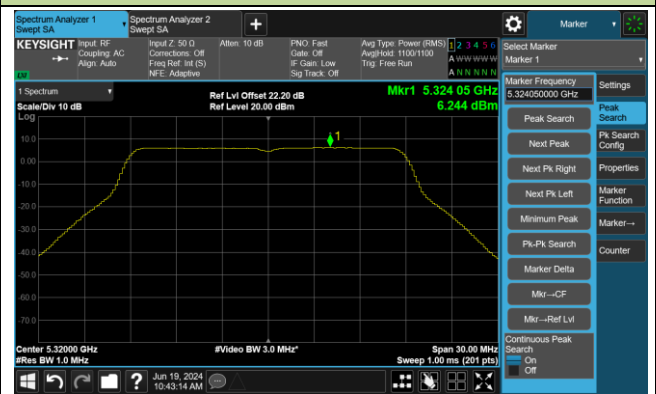 Spectrum Analyzer 1
Swept SA
Spectrum Analyzer 2
Swept SA
+
Marker
KEYSIGHT
Input: RF
Coupling: AC
Align: Auto
Input Z: 50 Ω
Corrections: Off
Freq Ref: Int (S)
NFE: Adaptive
Atten: 10 dB
PNO: Fast
Gate: Off
IF Gain: Low
Sig Track: Off
Avg Type: Power (RMS)
Avg|Hold: 1100/1100
Trig: Free Run
1 2 3 4 5 6
A W W W W W
A N N N N N
Select Marker
Marker 1
1 Spectrum
Scale/Div 10 dB
Log
Ref Lvl Offset 22.20 dB
Ref Level 20.00 dBm
Mkr1 5.324 05 GHz
6.244 dBm
10.0
0.00
-10.0
-20.0
-30.0
-40.0
-50.0
-60.0
-70.0
1
Center 5.32000 GHz
#Res BW 1.0 MHz
#Video BW 3.0 MHz*
Span 30.00 MHz
Sweep 1.00 ms (201 pts)
Marker Frequency
5.324050000 GHz
Peak Search
Next Peak
Next Pk Right
Next Pk Left
Minimum Peak
Pk-Pk Search
Marker Delta
Mkr→CF
Mkr→Ref Lvl
Continuous Peak
Search
On
Off
Settings
Peak
Search
Pk Search
Config
Properties
Marker
Function
Marker→
Counter
?
Jun 19, 2024
10:43:14 AM